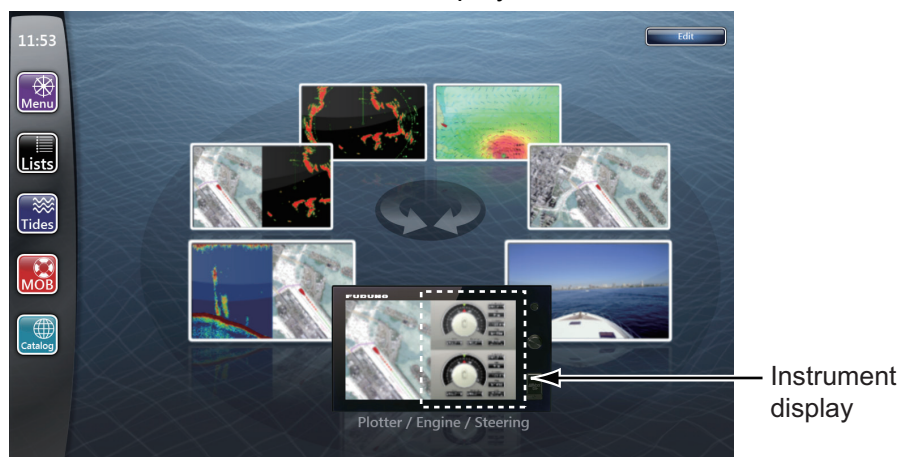 11:53
Edit
Menu
Lists
Tides
MOB
Catalog
FURUNO
Plotter / Engine / Steering
Instrument
display